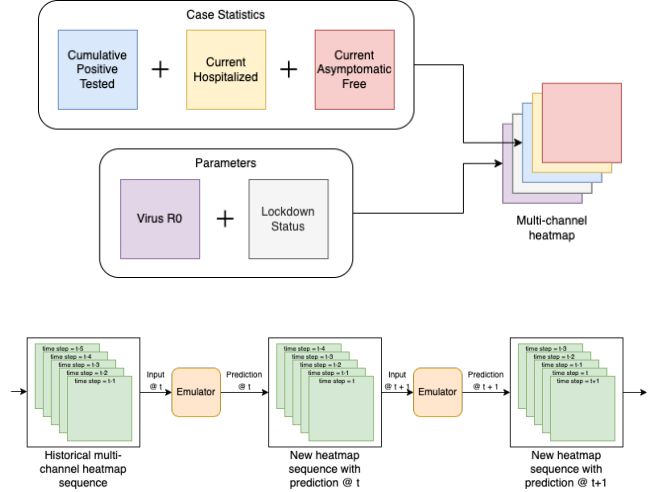 Case Statistics
Cumulative
Positive
Tested
+
Current
Hospitalized
+
Current
Asymptomatic
Free
Parameters
Virus R0
+
Lockdown
Status
Multi-channel
heatmap
time step = t-5
time step = t-4
time step = t-3
time step = t-2
time step = t-1
Historical multi-
channel heatmap
sequence
Input
@ t
Emulator
Prediction
@ t
time step = t-4
time step = t-3
time step = t-2
time step = t-1
time step = t
New heatmap
sequence with
prediction @ t
Input
@ t + 1
Emulator
Prediction
@ t + 1
time step = t-3
time step = t-2
time step = t-1
time step = t
time step = t+1
New heatmap
sequence with
prediction @ t+1